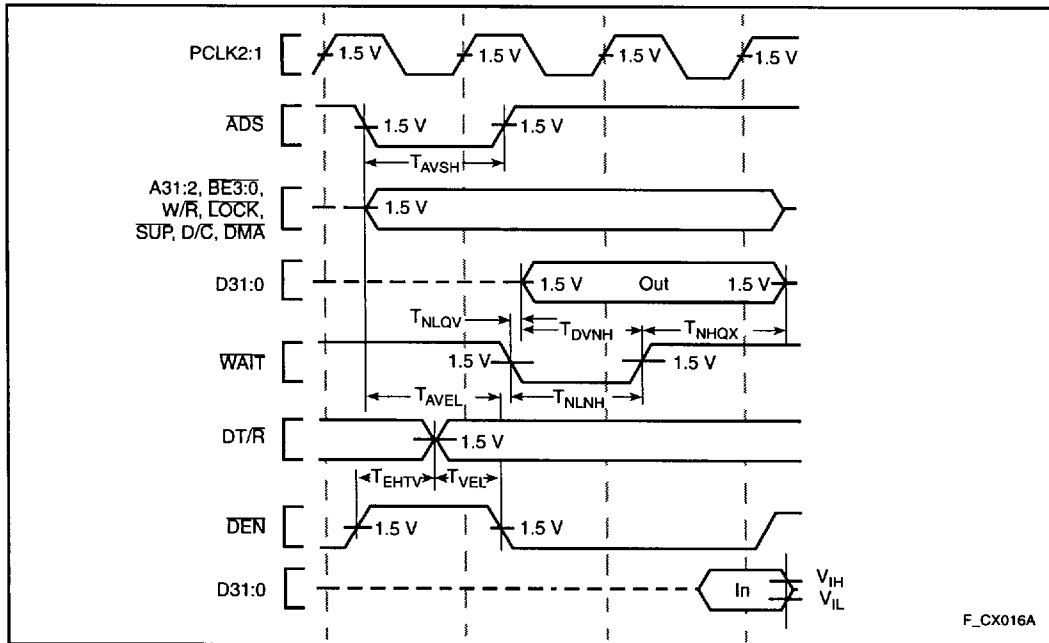 PCLK2:1
1.5 V 1.5 V 1.5 V 1.5 V
ADS
1.5 V 1.5 V
TAVSH
A31:2, BE3:0,
W/R, LOCK,
SUP, D/C, DMA
1.5 V
D31:0
1.5 V Out 1.5 V
TNLQV TDVNH TNHQX
WAIT
1.5 V 1.5 V
TAVEL TNLNH
DT/R
1.5 V
TEHTV TVEL
DEN
1.5 V 1.5 V
D31:0
In
VIH
VIL
F_CX016A